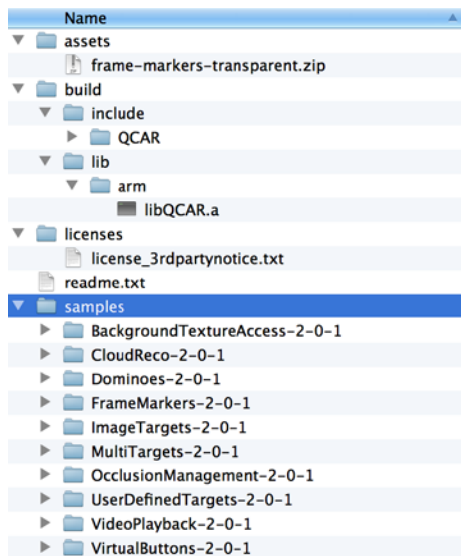 Name
assets
frame-markers-transparent.zip
build
include
QCAR
lib
arm
libQCAR.a
licenses
license_3rdpartynotice.txt
readme.txt
samples
BackgroundTextureAccess-2-0-1
CloudReco-2-0-1
Dominoes-2-0-1
FrameMarkers-2-0-1
ImageTargets-2-0-1
MultiTargets-2-0-1
OcclusionManagement-2-0-1
UserDefinedTargets-2-0-1
VideoPlayback-2-0-1
VirtualButtons-2-0-1